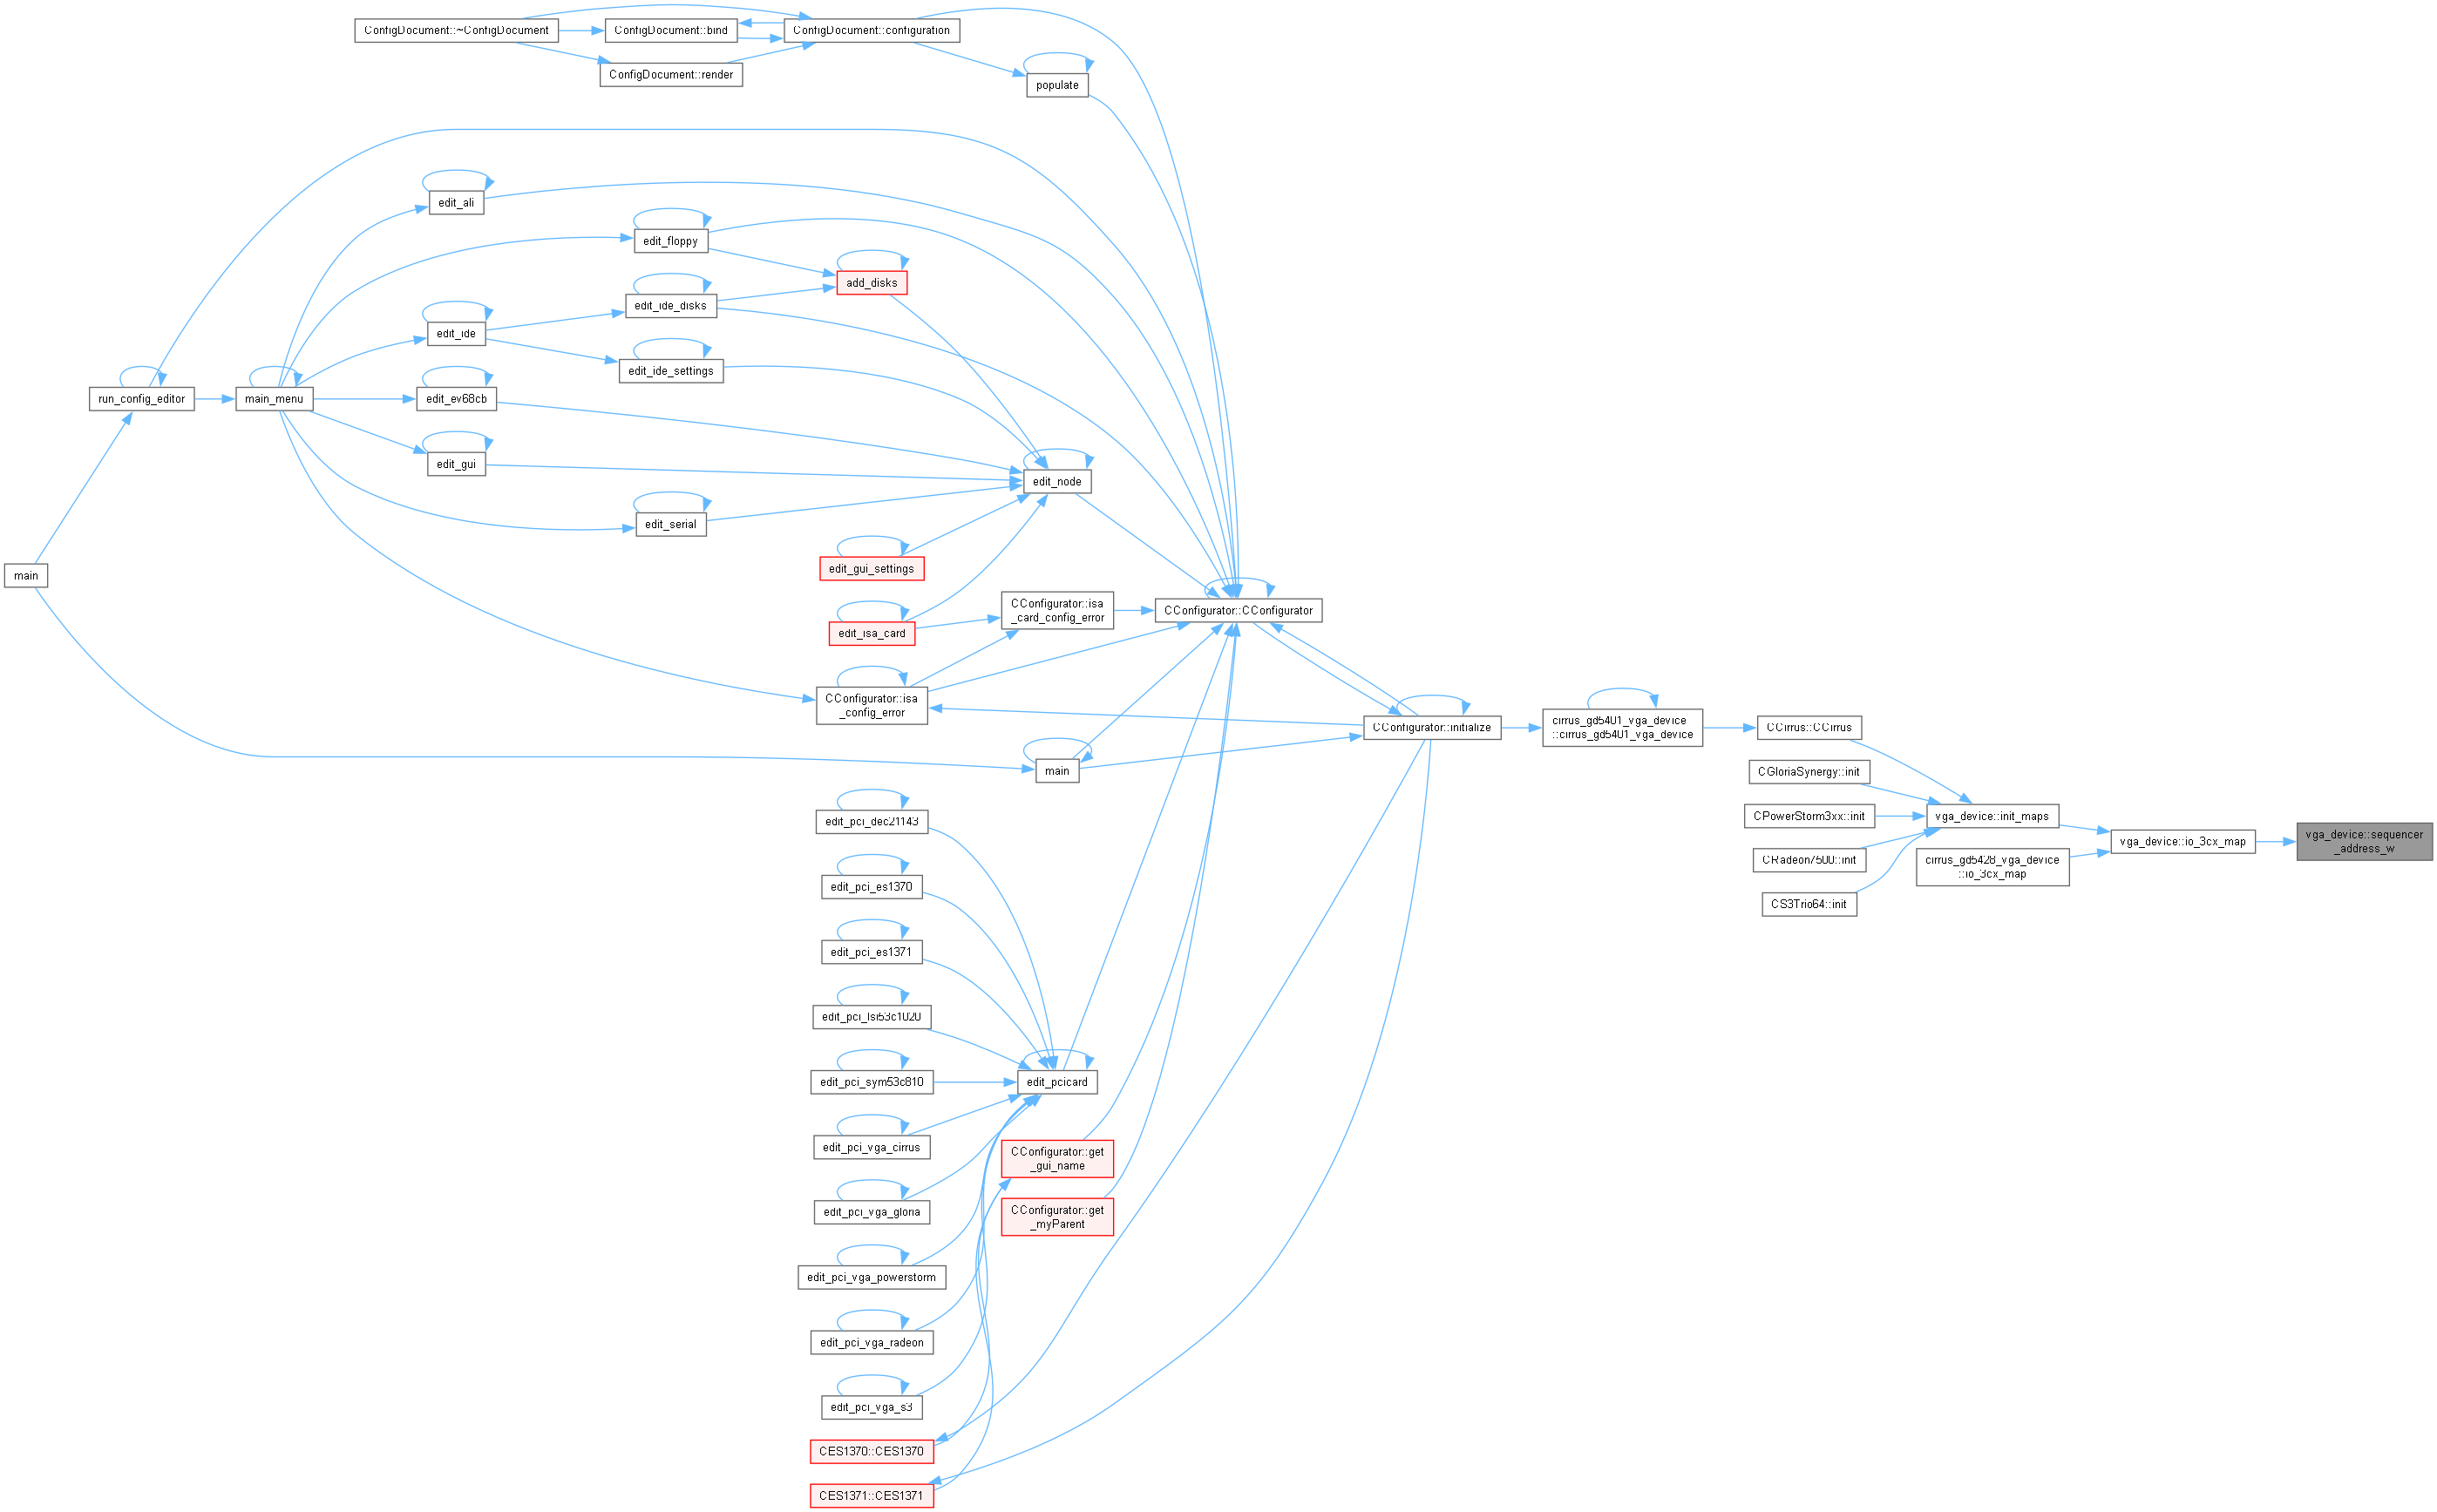 ConfigDocument::~ConfigDocument
ConfigDocument::bind
ConfigDocument::configuration
ConfigDocument::render
populate
edit_ali
edit_floppy
add_disks
edit_ide_disks
edit_ide
edit_ide_settings
run_config_editor
main_menu
edit_ev68cb
edit_gui
edit_node
edit_serial
edit_gui_settings
main
CConfigurator::isa
_card_config_error
CConfigurator::CConfigurator
edit_isa_card
CConfigurator::isa
_config_error
CConfigurator::initialize
cirrus_gd5401_vga_device
::cirrus_gd5401_vga_device
CCirrus::CCirrus
main
CGloriaSynergy::init
CPowerStorm3xx::init
vga_device::init_maps
CRadeon7500::init
cirrus_gd5428_vga_device
::io_3cx_map
vga_device::io_3cx_map
vga_device::sequencer
_address_w
CS3Trio64::init
edit_pci_dec21143
edit_pci_es1370
edit_pci_es1371
edit_pci_lsi53c1020
edit_pci_sym53c810
edit_pcicard
edit_pci_vga_cirrus
CConfigurator::get
_gui_name
edit_pci_vga_gloria
CConfigurator::get
_myParent
edit_pci_vga_powerstorm
edit_pci_vga_radeon
edit_pci_vga_s3
CES1370::CES1370
CES1371::CES1371